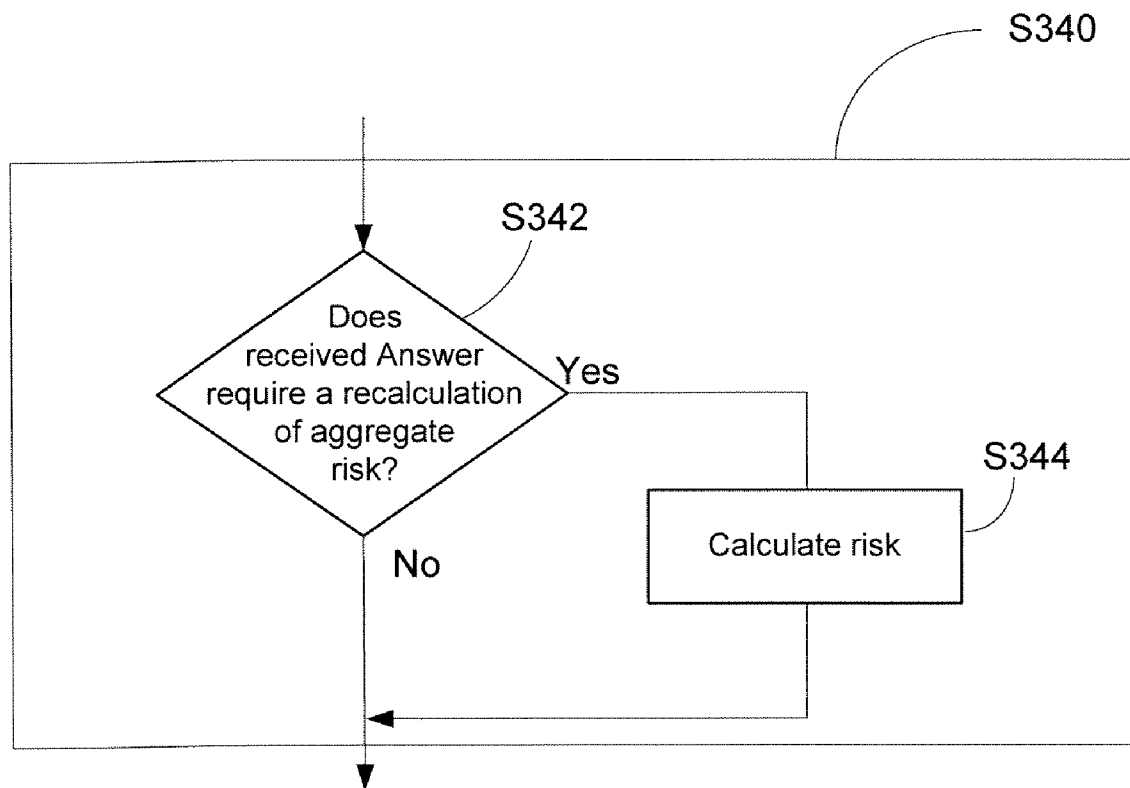 S340
S342
Does
received Answer
require a recalculation
of aggregate
risk?
Yes
S344
Calculate risk
No